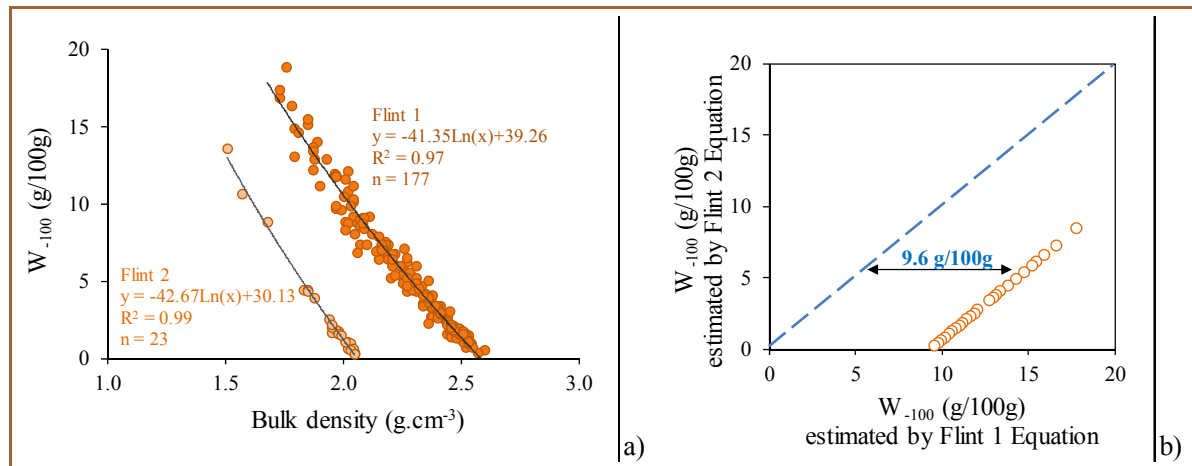 W -100 (g/100g)
20
15
10
5
0
Flint 1
y = -41.35Ln(x)+39.26
R² = 0.97
n = 177
Flint 2
y = -42.67Ln(x)+30.13
R² = 0.99
n = 23
1.0
1.5
2.0
2.5
3.0
Bulk density (g.cm-3)
a)
W -100 (g/100g)
estimated by Flint 2 Equation
20
15
10
5
0
9.6 g/100g
0
5
10
15
20
W -100 (g/100g)
estimated by Flint 1 Equation
b)